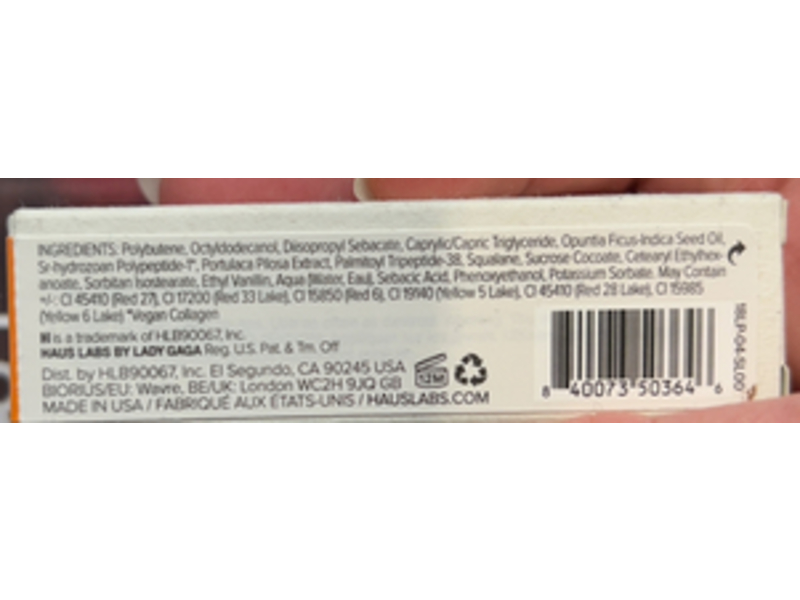 INGREDIENTS: Polybutene, Octyldodecanol, Diisopropyl Sebacate, Caprylic/Capric Triglyceride, Opuntia Ficus-Indica Seed Oil,
Sr-hydrozoan Polypeptide-1*, Portulaca Pilosa Extract, Palmitoyl Tripeptide-38, Squalane, Sucrose Cocoate, Cetearyl Ethylhex-
anoate, Sorbitan Isostearate, Ethyl Vanillin, Aqua (Water, Eau), Sebacic Acid, Phenoxyethanol, Potassium Sorbate. May Contain
+/-: CI 45410 (Red 27), CI 17200 (Red 33 Lake), CI 15850 (Red 6), CI 19140 (Yellow 5 Lake), CI 45410 (Red 28 Lake), CI 15985
(Yellow 6 Lake) *Vegan Collagen
H is a trademark of HLB90067, Inc.
HAUS LABS BY LADY GAGA Reg. U.S. Pat. & Tm. Off
Dist. by HLB90067, Inc. El Segundo, CA 90245 USA
BIORIUS/EU: Wavre, BE/UK: London WC2H 9JQ GB
MADE IN USA / FABRIQUÉ AUX ÉTATS-UNIS / HAUSLABS.COM
12M
8 40073 50364 6
18LP-04-SL00